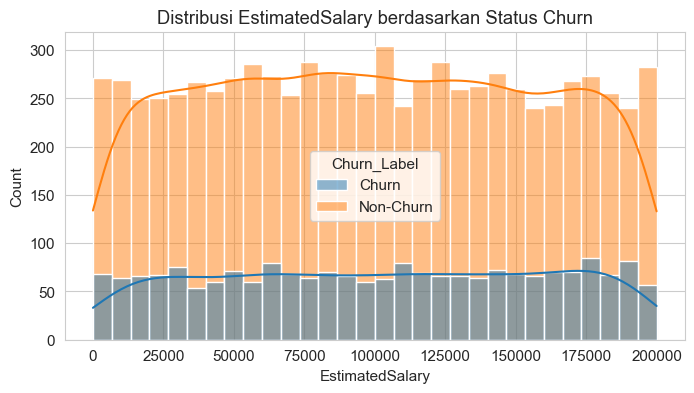 Distribusi EstimatedSalary berdasarkan Status Churn
Count
300
250
200
150
100
50
0
Churn_Label
Churn
Non-Churn
0
25000
50000
75000
100000
125000
150000
175000
200000
EstimatedSalary